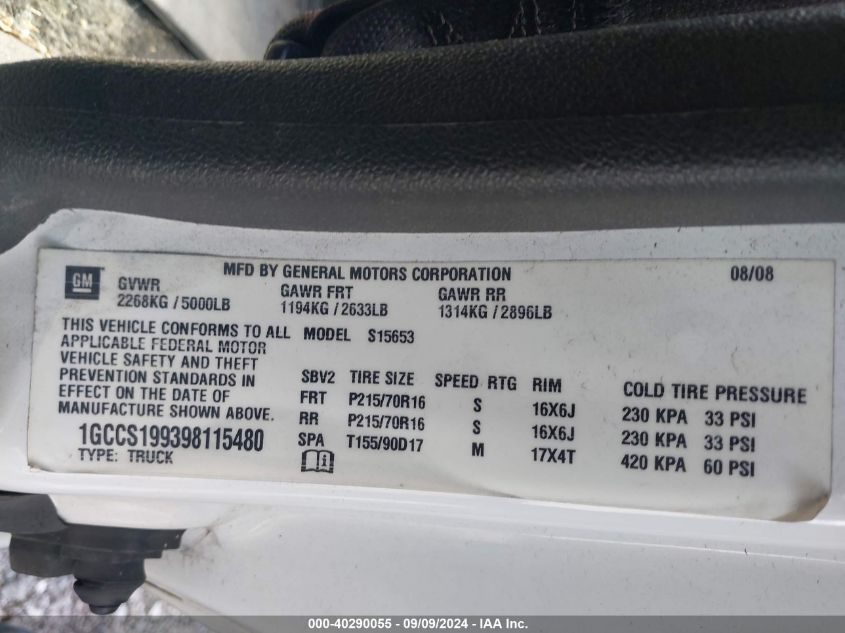 MFD BY GENERAL MOTORS CORPORATION 08/08
GM
GVWR GAWR FRT GAWR RR
2268KG / 5000LB 1194KG / 2633LB 1314KG / 2896LB
THIS VEHICLE CONFORMS TO ALL MODEL S15653
APPLICABLE FEDERAL MOTOR
VEHICLE SAFETY AND THEFT
PREVENTION STANDARDS IN
EFFECT ON THE DATE OF
MANUFACTURE SHOWN ABOVE.
SBV2 TIRE SIZE SPEED RTG RIM COLD TIRE PRESSURE
FRT P215/70R16 S 16X6J 230 KPA 33 PSI
RR P215/70R16 S 16X6J 230 KPA 33 PSI
SPA T155/90D17 M 17X4T 420 KPA 60 PSI
1GCCS199398115480
TYPE: TRUCK
000-40290055 - 09/09/2024 - IAA Inc.